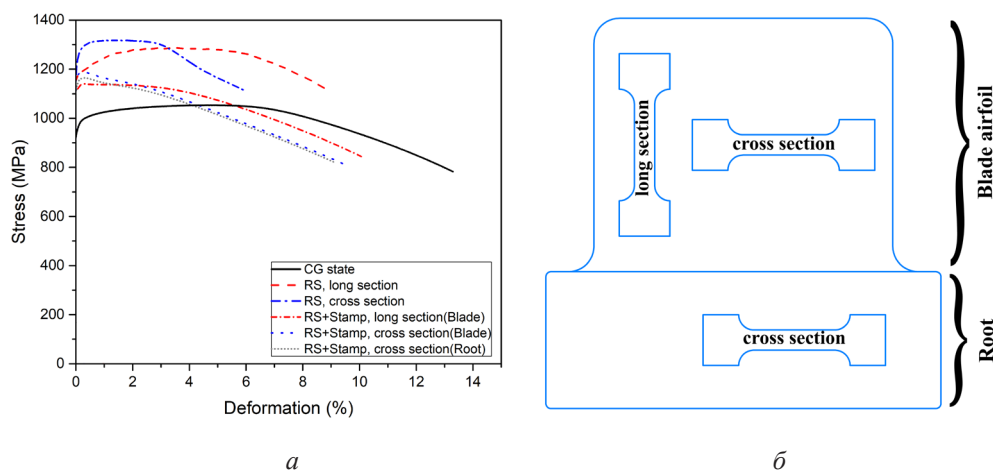 1400
1200
1000
800
600
400
200
0
Stress (MPa)
CG state
RS, long section
RS, cross section
RS+Stamp, long section(Blade)
RS+Stamp, cross section(Blade)
RS+Stamp, cross section(Root)
0 2 4 6 8 10 12 14
Deformation (%)
long section
cross section
cross section
Blade airfoil
Root
а
б